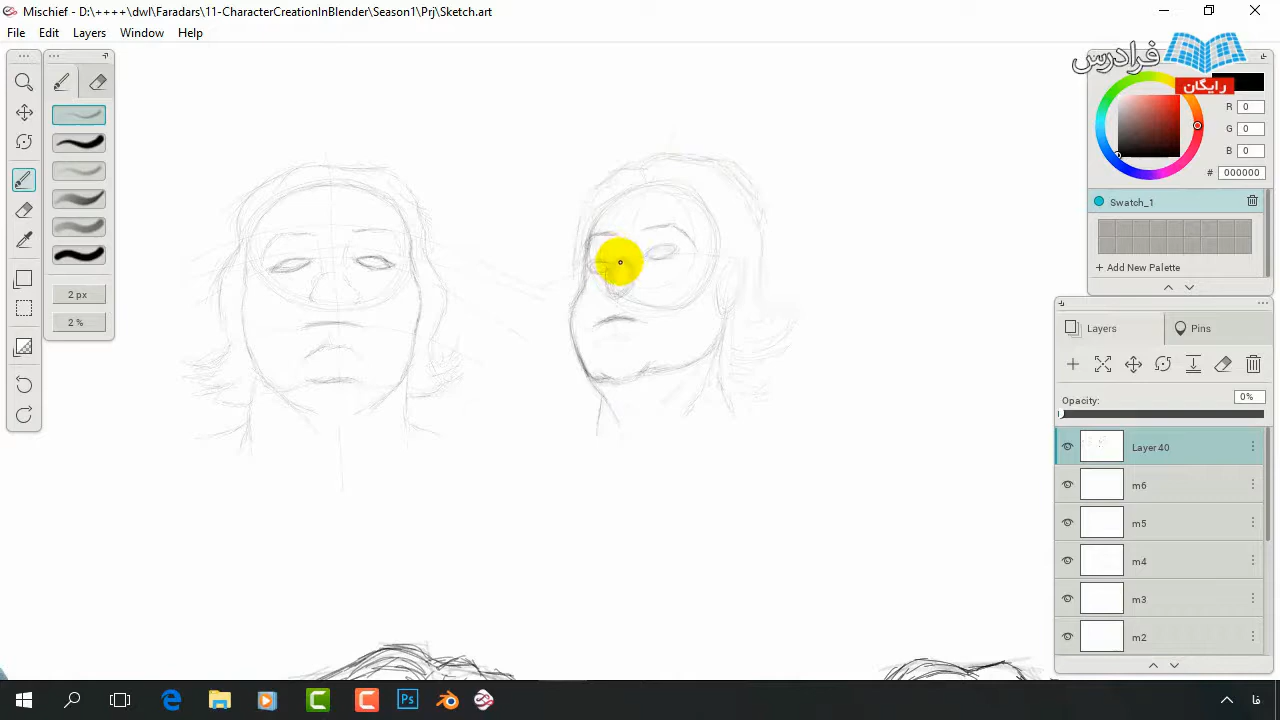 Mischief - D:\++++\dwl\Faradars\11-CharacterCreationInBlender\Season1\Prj\Sketch.art
File Edit Layers Window Help
فرادرس
رایگان
R 0
G 0
B 0
# 000000
Swatch_1
+ Add New Palette
2 px
2 %
Layers Pins
Opacity: 0%
Layer 40
m6
m5
m4
m3
m2
Ps
فا